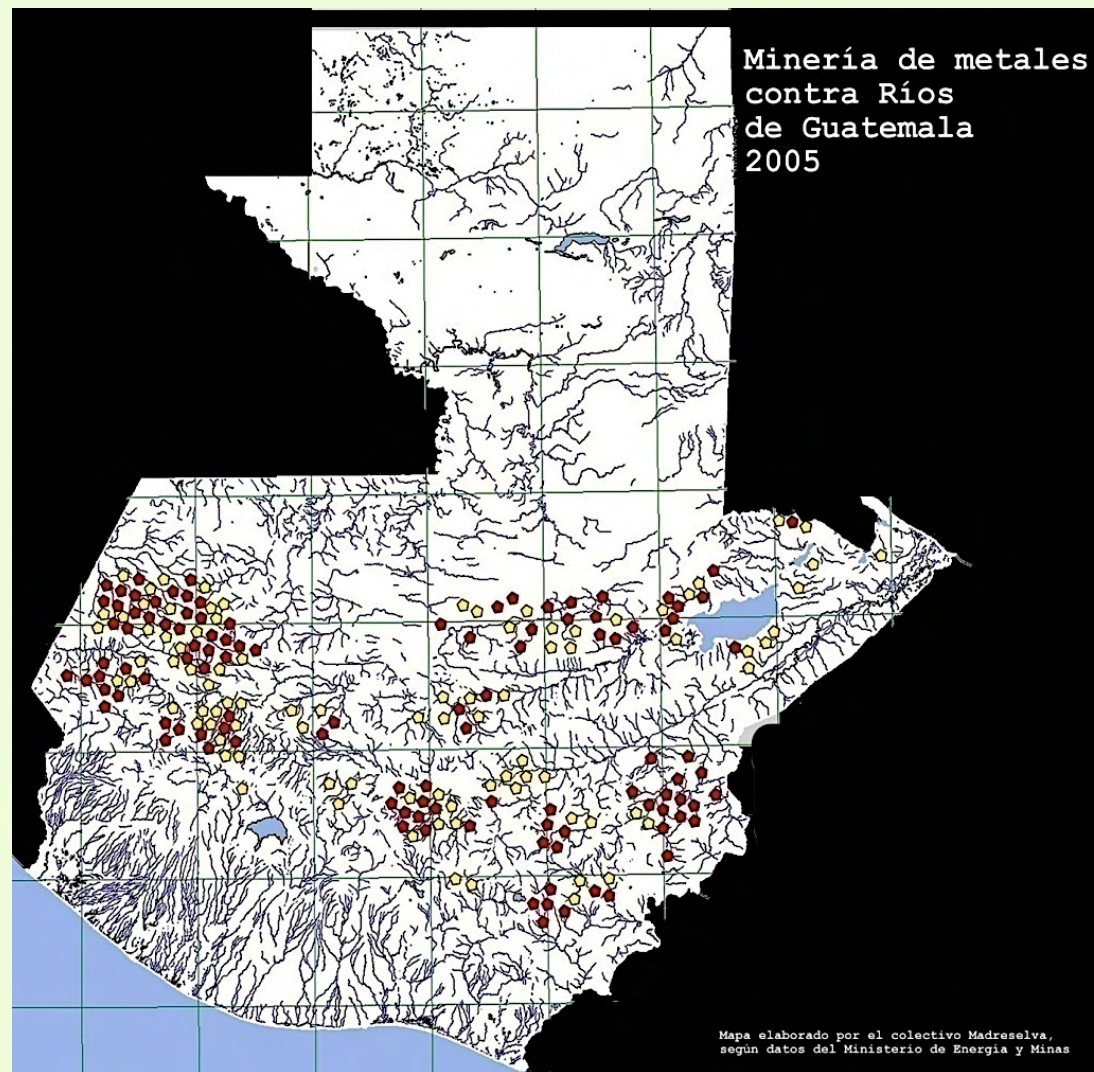 Minería de metales
contra Ríos
de Guatemala
2005
Mapa elaborado por el colectivo Madreselva,
según datos del Ministerio de Energia y Minas